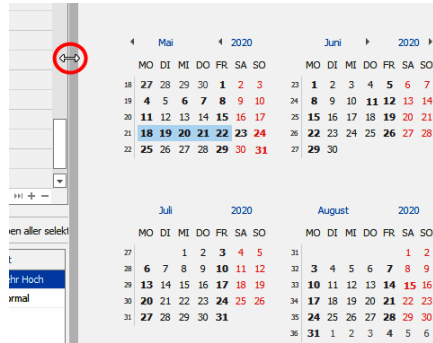 Mai 2020 Juni 2020
MO DI MI DO FR SA SO MO DI MI DO FR SA SO
18 27 28 29 30 1 2 3 23 1 2 3 4 5 6 7
19 4 5 6 7 8 9 10 24 8 9 10 11 12 13 14
20 11 12 13 14 15 16 17 25 15 16 17 18 19 20 21
21 18 19 20 21 22 23 24 26 22 23 24 25 26 27 28
22 25 26 27 28 29 30 31 27 29 30
Juli 2020 August 2020
en aller selekt
MO DI MI DO FR SA SO MO DI MI DO FR SA SO
27 1 2 3 4 5 31 1 2
ehr Hoch 28 6 7 8 9 10 11 12 32 3 4 5 6 7 8 9
ormal 29 13 14 15 16 17 18 19 33 10 11 12 13 14 15 16
30 20 21 22 23 24 25 26 34 17 18 19 20 21 22 23
31 27 28 29 30 31 35 24 25 26 27 28 29 30
36 31 1 2 3 4 5 6